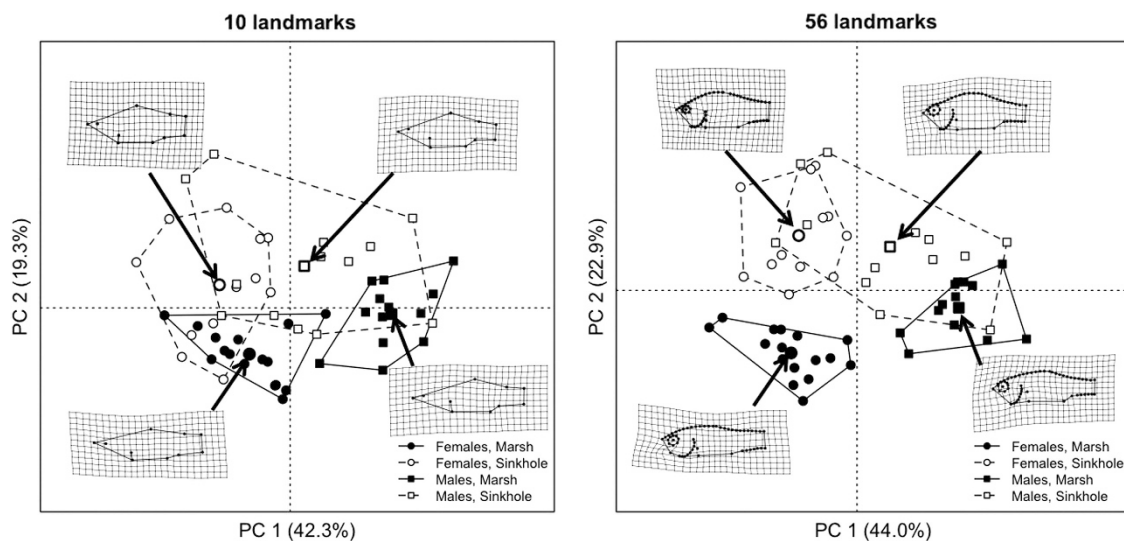 10 landmarks
56 landmarks
PC 2 (19.3%)
PC 1 (42.3%)
Females, Marsh
Females, Sinkhole
Males, Marsh
Males, Sinkhole
PC 2 (22.9%)
PC 1 (44.0%)
Females, Marsh
Females, Sinkhole
Males, Marsh
Males, Sinkhole